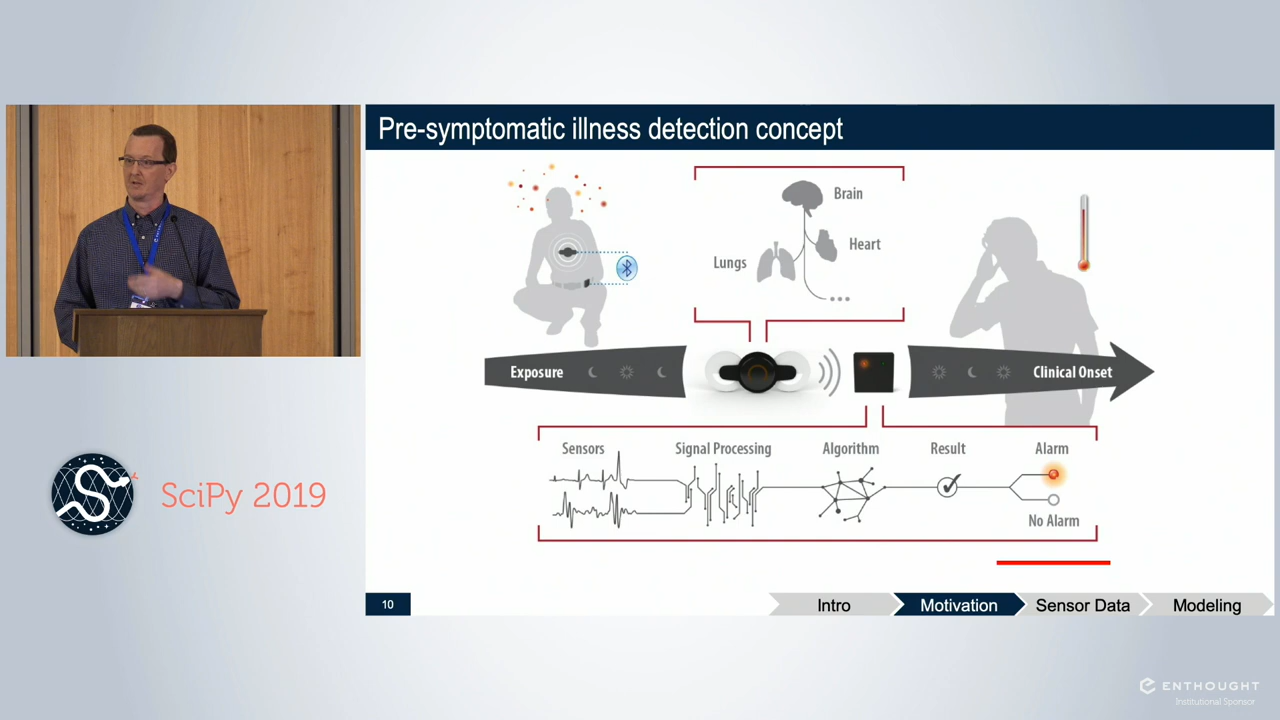 Pre-symptomatic illness detection concept
Brain
Heart
Lungs
Exposure
Clinical Onset
Sensors
Signal Processing
Algorithm
Result
Alarm
No Alarm
SciPy 2019
10
Intro
Motivation
Sensor Data
Modeling
ENTHOUGHT
Institutional Sponsor